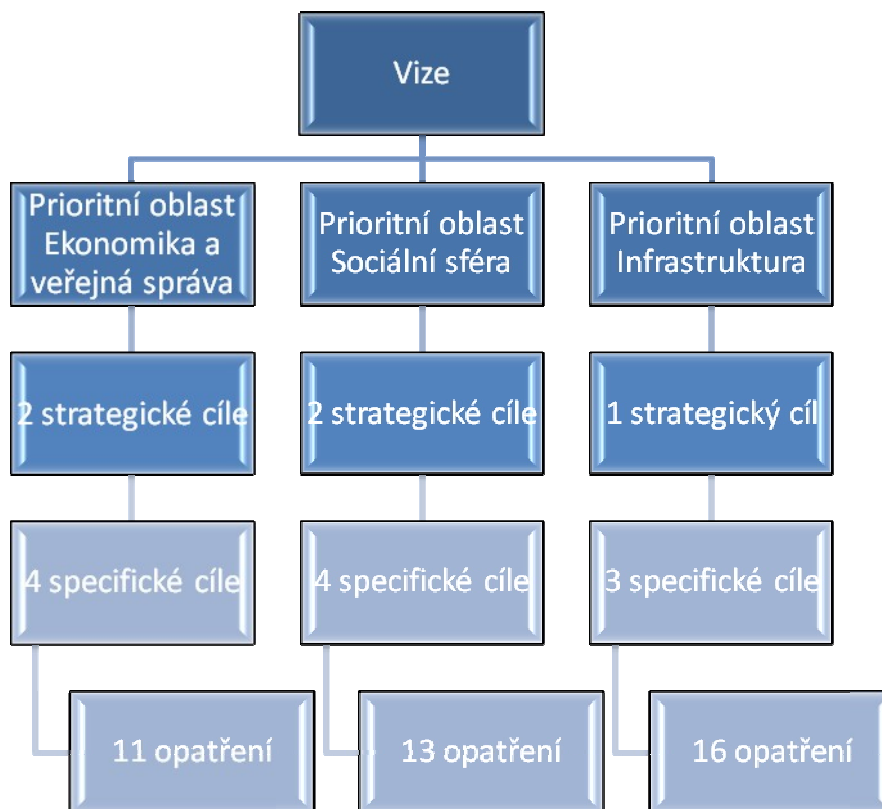 Vize
Prioritní oblast
Ekonomika a
veřejná správa
Prioritní oblast
Sociální sféra
Prioritní oblast
Infrastruktura
2 strategické cíle
2 strategické cíle
1 strategický cíl
4 specifické cíle
4 specifické cíle
3 specifické cíle
11 opatření
13 opatření
16 opatření